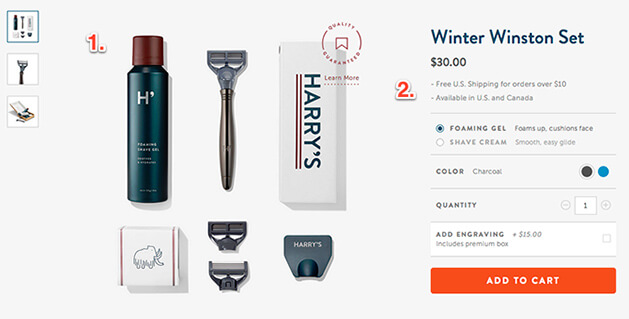 1.
QUALITY
GUARANTEED
Learn More
H'
FOAMING
SHAVE GEL
HARRY'S
HARRY'S
Winter Winston Set
$30.00
2.
- Free U.S. Shipping for orders over $10
- Available in U.S. and Canada
FOAMING GEL Foams up, cushions face
SHAVE CREAM Smooth, easy glide
COLOR Charcoal
QUANTITY 1
ADD ENGRAVING + $15.00
Includes premium box
ADD TO CART